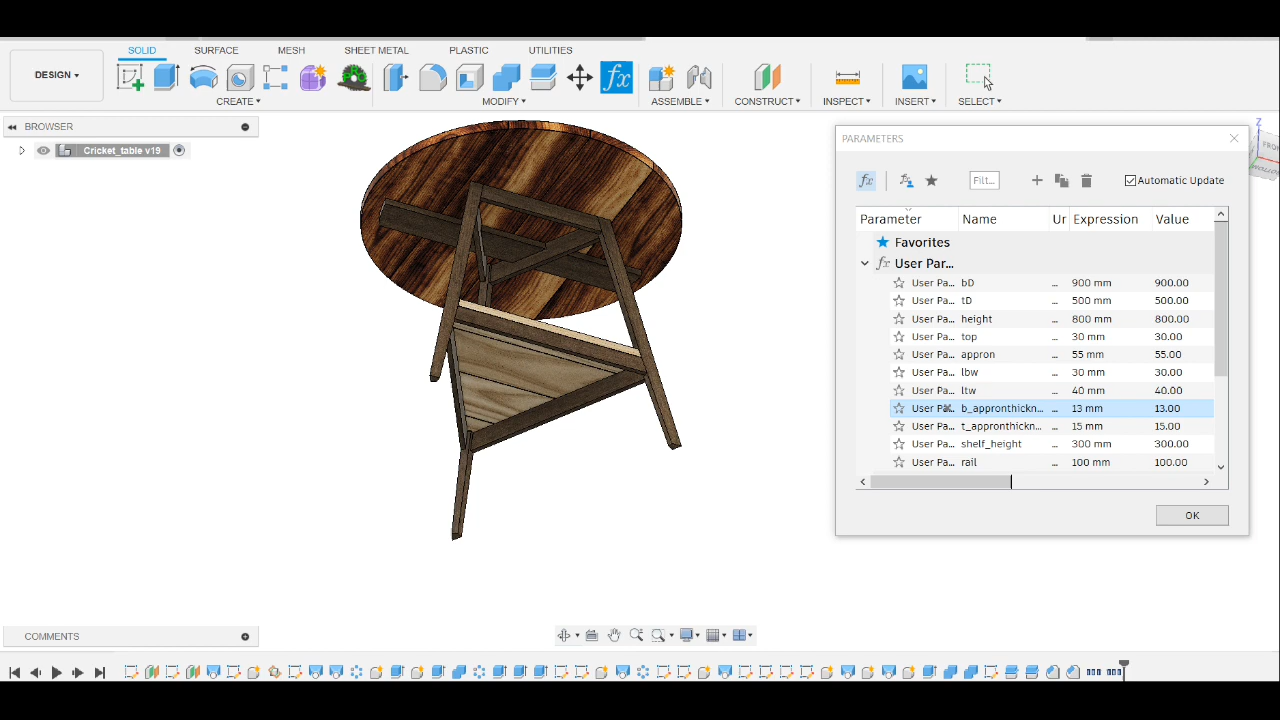 SOLID SURFACE MESH SHEET METAL PLASTIC UTILITIES
DESIGN
CREATE MODIFY ASSEMBLE CONSTRUCT INSPECT INSERT SELECT
BROWSER
Cricket_table v19
PARAMETERS
fx Filt... Automatic Update
Parameter Name Ur Expression Value
Favorites
fx User Par...
User Pa... bD ... 900 mm 900.00
User Pa... tD ... 500 mm 500.00
User Pa... height ... 800 mm 800.00
User Pa... top ... 30 mm 30.00
User Pa... appron ... 55 mm 55.00
User Pa... lbw ... 30 mm 30.00
User Pa... ltw ... 40 mm 40.00
User Pa... b_appronthickn... ... 13 mm 13.00
User Pa... t_appronthickn... ... 15 mm 15.00
User Pa... shelf_height ... 300 mm 300.00
User Pa... rail ... 100 mm 100.00
OK
Z
FRON
COMMENTS